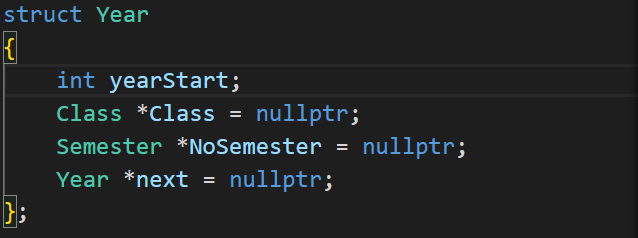 struct Year
{
    int yearStart;
    Class *Class = nullptr;
    Semester *NoSemester = nullptr;
    Year *next = nullptr;
};